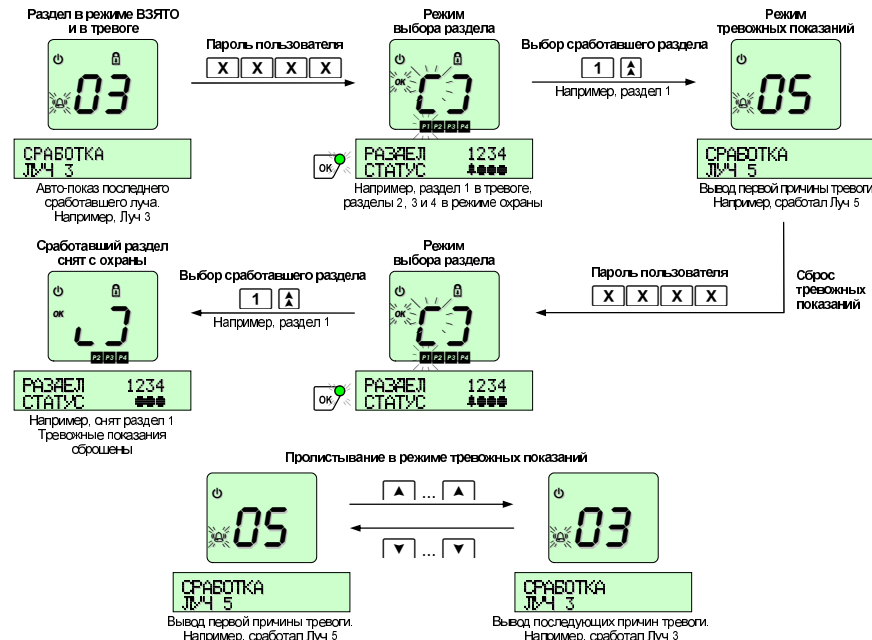 Раздел в режиме ВЗЯТО
и в тревоге
03
СРАБОТКА
ЛУЧ 3
Авто-показ последнего
сработавшего луча.
Например, Луч 3
Пароль пользователя
X X X X
Режим
выбора раздела
OK
P1 P2 P3 P4
OK
РАЗДЕЛ 1234
СТАТУС
Например, раздел 1 в тревоге,
разделы 2, 3 и 4 в режиме охраны
Выбор сработавшего раздела
1
Например, раздел 1
Режим
тревожных показаний
05
СРАБОТКА
ЛУЧ 5
Вывод первой причины тревоги
Например, сработал Луч 5
Сброс
тревожных
показаний
Пароль пользователя
X X X X
Режим
выбора раздела
OK
P1 P2 P3 P4
OK
РАЗДЕЛ 1234
СТАТУС
Выбор сработавшего раздела
1
Например, раздел 1
Сработавший раздел
снят с охраны
OK
P2 P3 P4
РАЗДЕЛ 1234
СТАТУС
Например, снят раздел 1
Тревожные показания
сброшены
Пролистывание в режиме тревожных показаний
05
СРАБОТКА
ЛУЧ 5
Вывод первой причины тревоги.
Например, сработал Луч 5
...
...
03
СРАБОТКА
ЛУЧ 3
Вывод последующих причин тревоги.
Например, сработал Луч 3